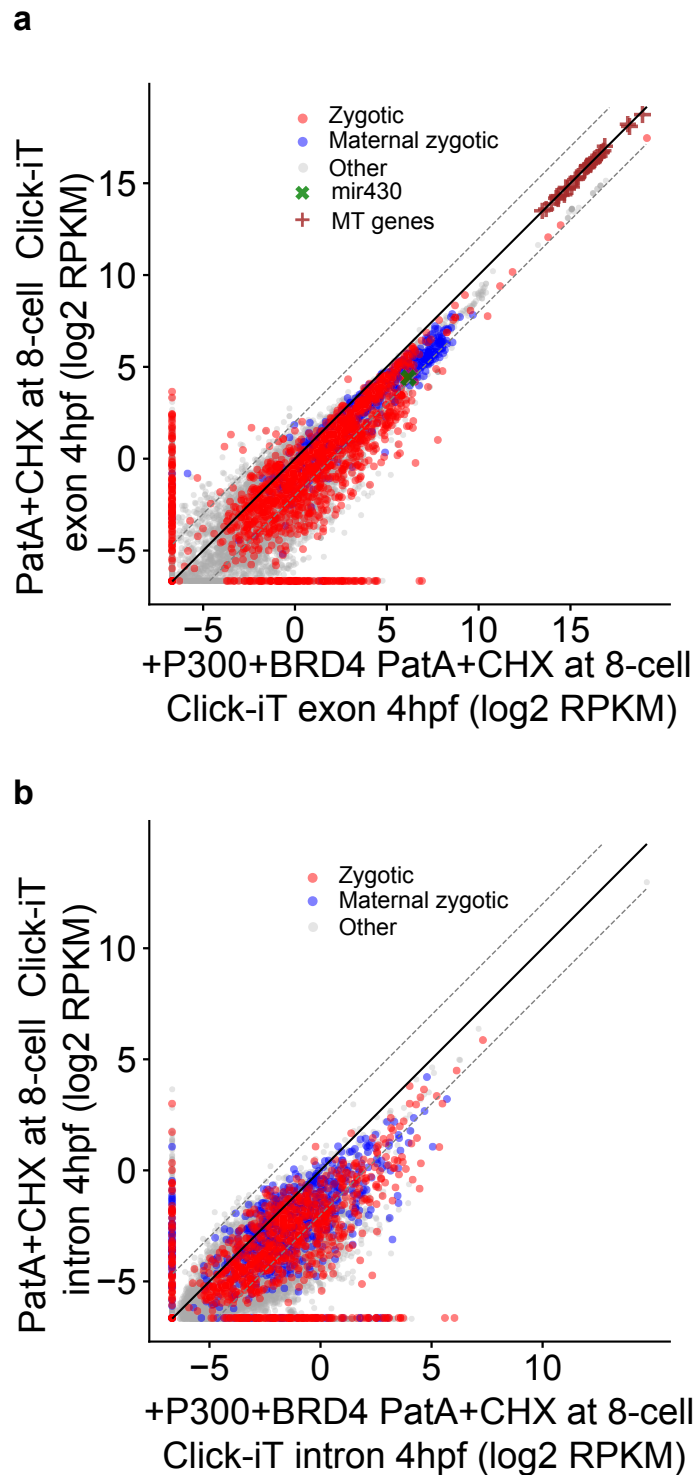 a
Zygotic
Maternal zygotic
Other
mir430
MT genes
PatA+CHX at 8-cell  Click-iT
exon 4hpf (log2 RPKM)
15
10
5
0
−5
−5 0 5 10 15
+P300+BRD4 PatA+CHX at 8-cell
Click-iT exon 4hpf (log2 RPKM)
b
Zygotic
Maternal zygotic
Other
PatA+CHX at 8-cell  Click-iT
intron 4hpf (log2 RPKM)
10
5
0
−5
−5 0 5 10
+P300+BRD4 PatA+CHX at 8-cell
Click-iT intron 4hpf (log2 RPKM)